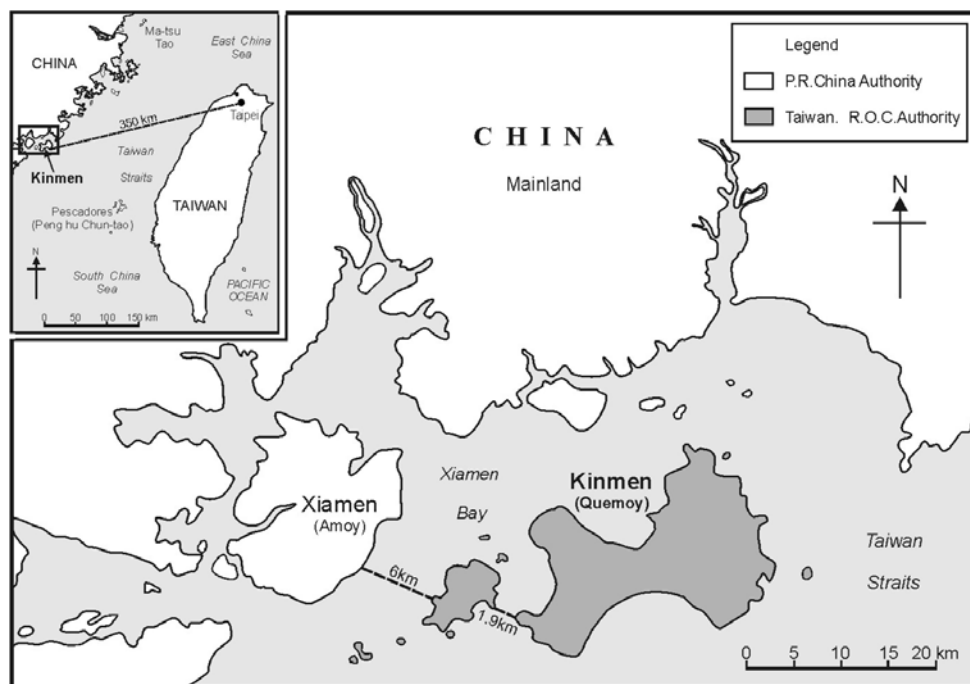 Ma-tsu
Tao
East China
Sea
CHINA
Taipei
350 km
Kinmen
Taiwan
Straits
Pescadores
(Peng hu Chun-tao)
TAIWAN
N
South China
Sea
PACIFIC
OCEAN
0 50 100 150 km
Legend
P.R.China Authority
Taiwan. R.O.C.Authority
CHINA
Mainland
N
Xiamen
(Amoy)
Xiamen
Bay
Kinmen
(Quemoy)
6km
1.9km
Taiwan
Straits
0 5 10 15 20 km